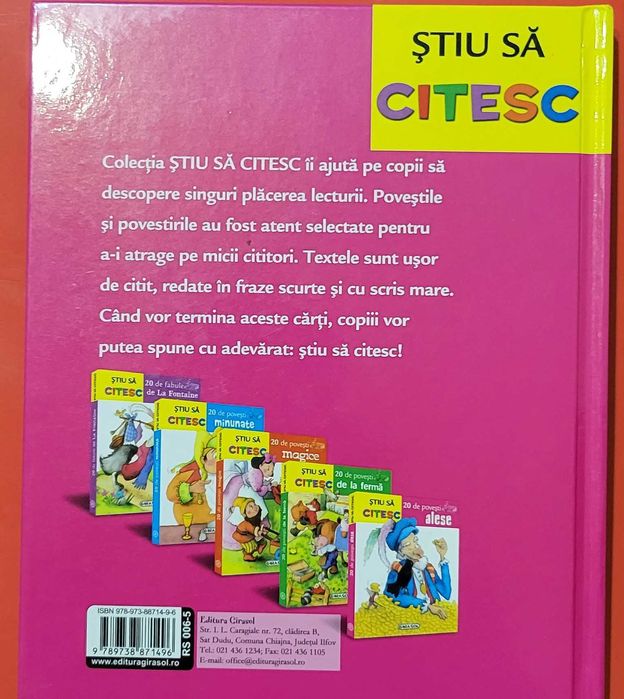 ŞTIU SĂ
CITESC
Colecţia ŞTIU SĂ CITESC îi ajută pe copii să
descopere singuri plăcerea lecturii. Poveştile
şi povestirile au fost atent selectate pentru
a-i atrage pe micii cititori. Textele sunt uşor
de citit, redate în fraze scurte şi cu scris mare.
Când vor termina aceste cărţi, copiii vor
putea spune cu adevărat: ştiu să citesc!
ŞTIU SĂ
CITESC
20 de fabule
de La Fontaine
ŞTIU SĂ
CITESC
20 de poveşti
minunate
ŞTIU SĂ
CITESC
20 de poveşti
magice
ŞTIU SĂ
CITESC
20 de poveşti
de la fermă
ŞTIU SĂ
CITESC
20 de poveşti
alese
ISBN 978-973-88714-9-6
9789738871496
www.edituragirasol.ro
RS 006-5
Editura Girasol
Str. I. L. Caragiale nr. 72, clădirea B,
Sat Dudu, Comuna Chiajna, Judeţul Ilfov
Tel: 021 436 1234; Fax: 021 436 1105
E-mail: office@edituragirasol.ro